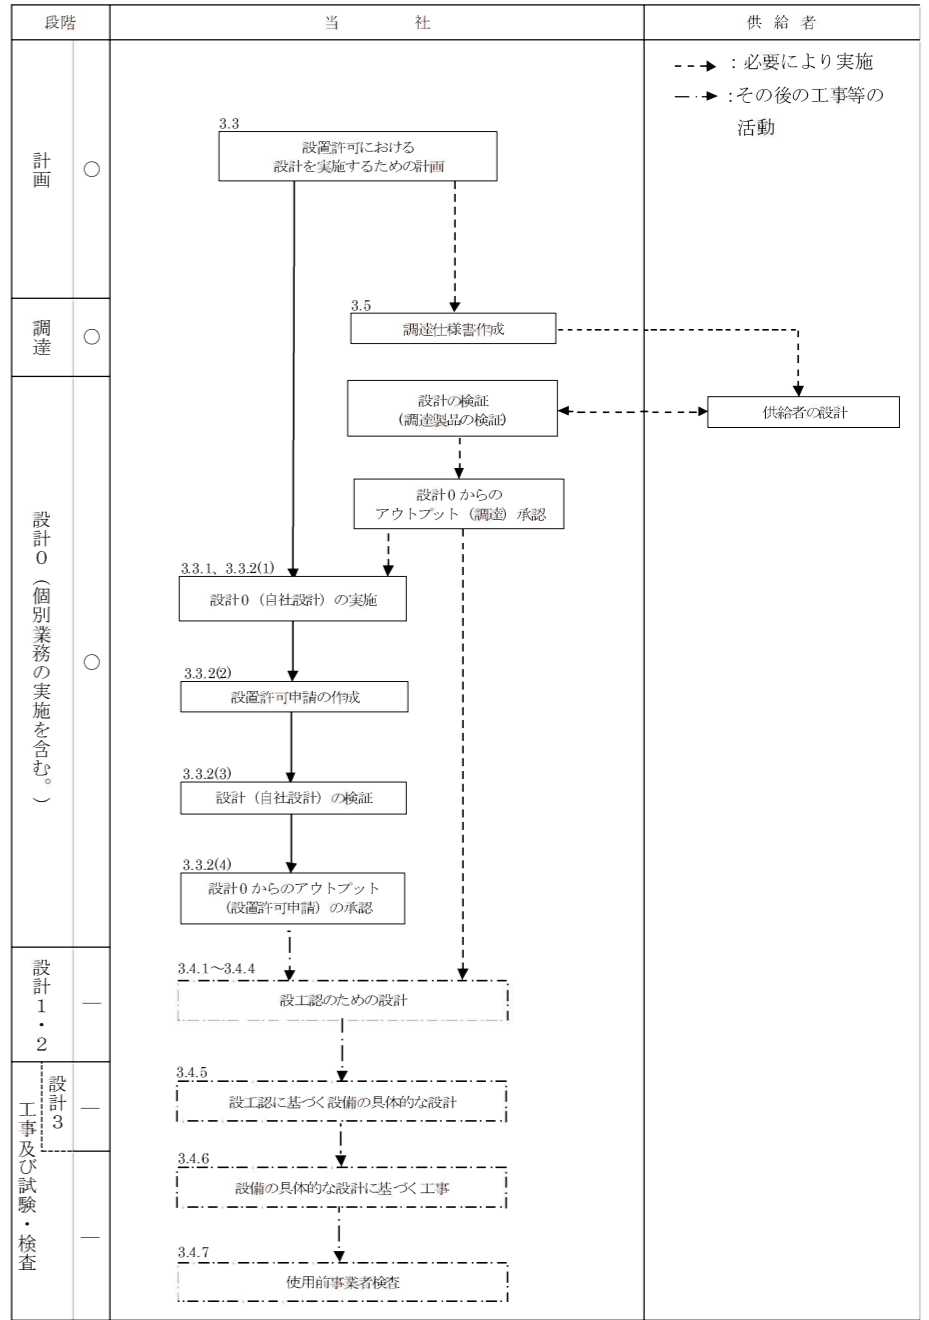 段階
当 社
供 給 者
：必要により実施
：その後の工事等の
活動
計画
○
3.3
設置許可における
設計を実施するための計画
調達
○
3.5
調達仕様書作成
設計０（個別業務の実施を含む。）
○
設計の検証
(調達製品の検証)
供給者の設計
設計0 からの
アウトプット（調達）承認
3.3.1、3.3.2(1)
設計0（自社設計）の実施
3.3.2(2)
設置許可申請の作成
3.3.2(3)
設計（自社設計）の検証
3.3.2(4)
設計0 からのアウトプット
（設置許可申請）の承認
設計１・２
―
3.4.1～3.4.4
設工認のための設計
工事及び試験・検査
設計３
―
3.4.5
設工認に基づく設備の具体的な設計
3.4.6
設備の具体的な設計に基づく工事
―
3.4.7
使用前事業者検査